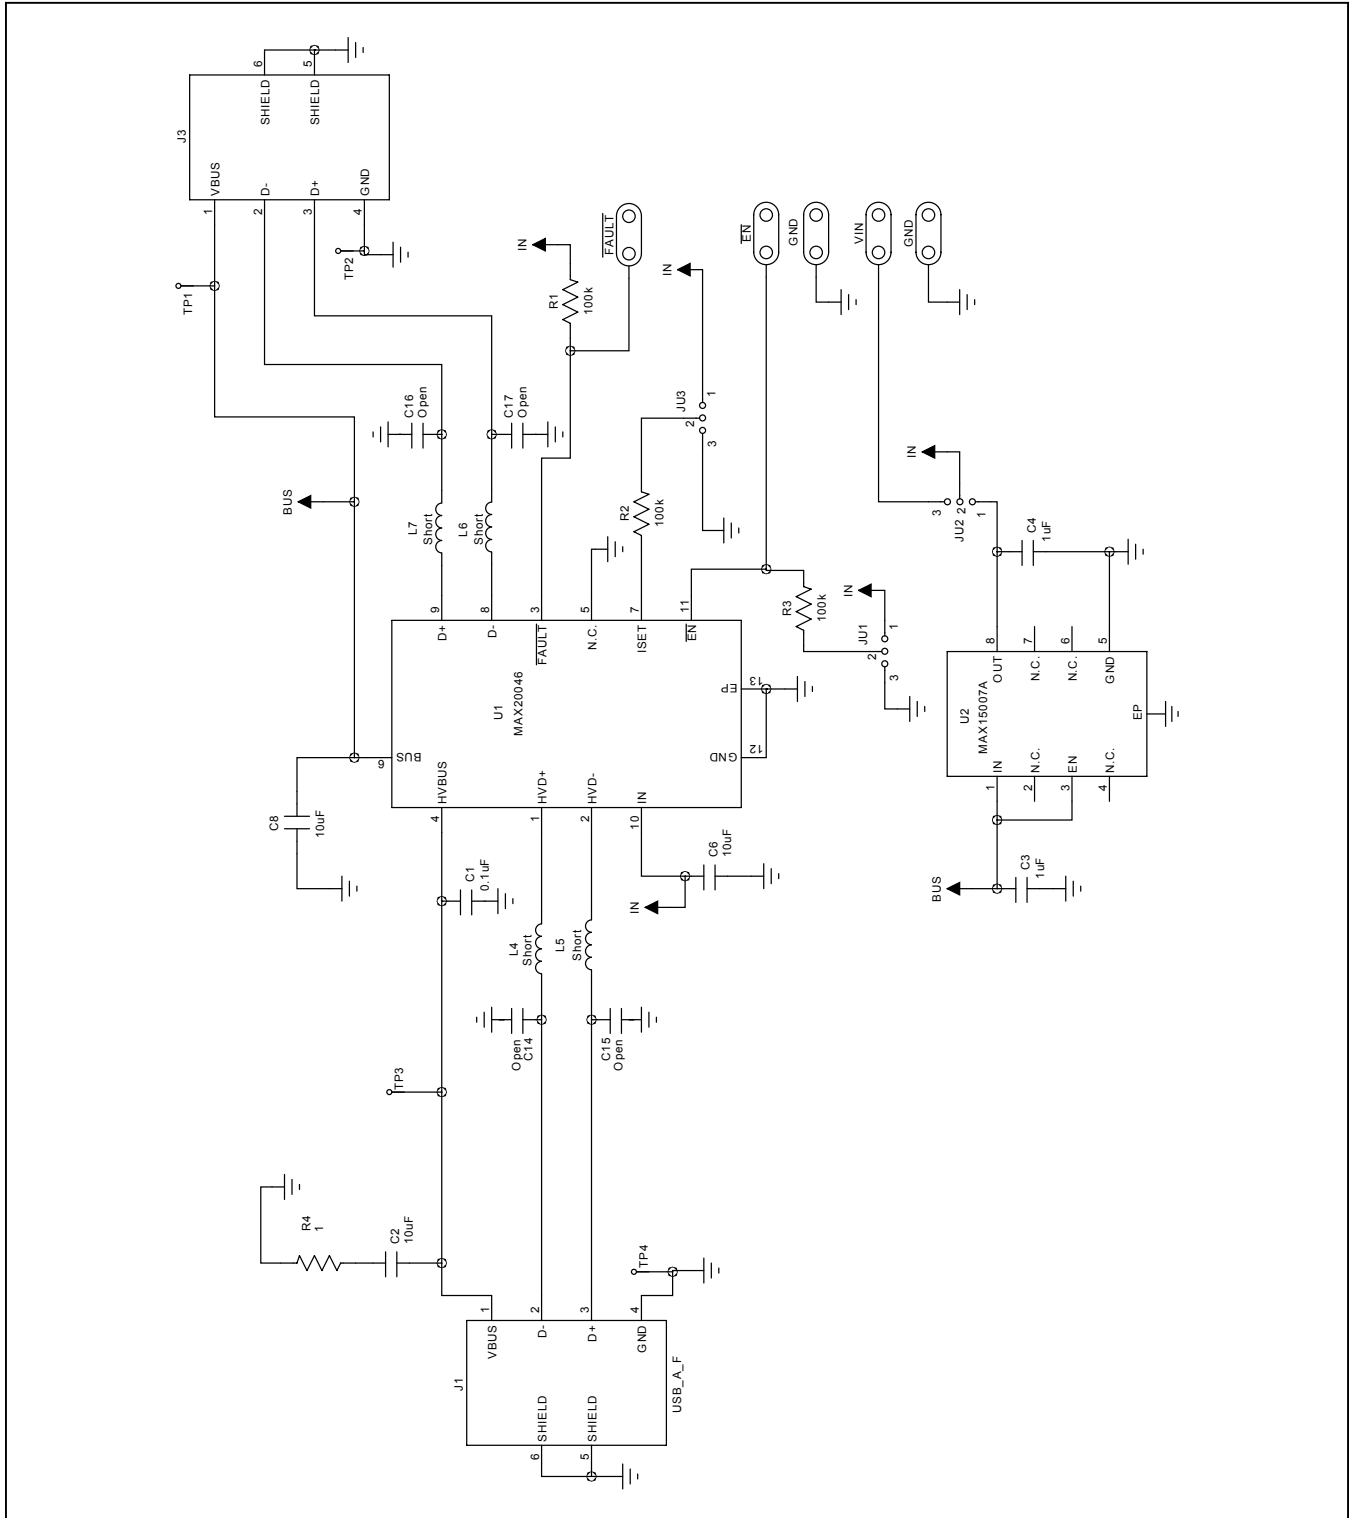 J3
VBUS
D-
D+
GND
SHIELD
SHIELD
1
2
3
4
6
5
TP1
TP2
BUS
C16
Open
C17
Open
L7
Short
L6
Short
IN
R1
100k
FAULT
IN
JU3
1
2
3
R2
100k
EN
GND
VIN
GND
R3
100k
IN
JU1
1
2
3
IN
JU2
3
2
1
C4
1uF
U1
MAX20046
BUS
6
HVBUS
4
HVD+
1
HVD-
2
IN
10
D+
9
D-
8
FAULT
3
N.C.
5
ISET
7
EN
11
EP
13
GND
12
C8
10uF
C1
0.1uF
IN
C6
10uF
L4
Short
L5
Short
Open
C14
C15
Open
TP3
R4
1
C2
10uF
TP4
J1
USB_A_F
VBUS
1
D-
2
D+
3
GND
4
SHIELD
6
SHIELD
5
U2
MAX15007A
IN
1
N.C.
2
EN
3
N.C.
4
OUT
8
N.C.
7
N.C.
6
GND
5
EP
BUS
C3
1uF